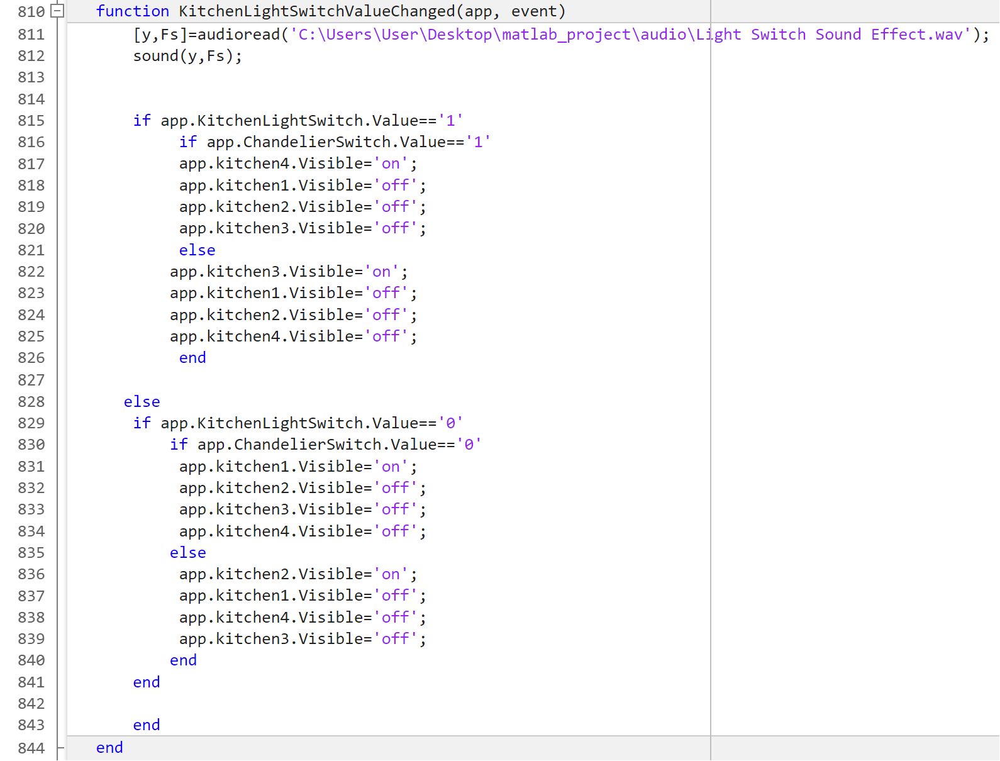 810 function KitchenLightSwitchValueChanged(app, event)
811 [y,Fs]=audioread('C:\Users\User\Desktop\matlab_project\audio\Light Switch Sound Effect.wav');
812 sound(y,Fs);
813
814
815 if app.KitchenLightSwitch.Value=='1'
816 if app.ChandelierSwitch.Value=='1'
817 app.kitchen4.Visible='on';
818 app.kitchen1.Visible='off';
819 app.kitchen2.Visible='off';
820 app.kitchen3.Visible='off';
821 else
822 app.kitchen3.Visible='on';
823 app.kitchen1.Visible='off';
824 app.kitchen2.Visible='off';
825 app.kitchen4.Visible='off';
826 end
827
828 else
829 if app.KitchenLightSwitch.Value=='0'
830 if app.ChandelierSwitch.Value=='0'
831 app.kitchen1.Visible='on';
832 app.kitchen2.Visible='off';
833 app.kitchen3.Visible='off';
834 app.kitchen4.Visible='off';
835 else
836 app.kitchen2.Visible='on';
837 app.kitchen1.Visible='off';
838 app.kitchen4.Visible='off';
839 app.kitchen3.Visible='off';
840 end
841 end
842
843 end
844 end